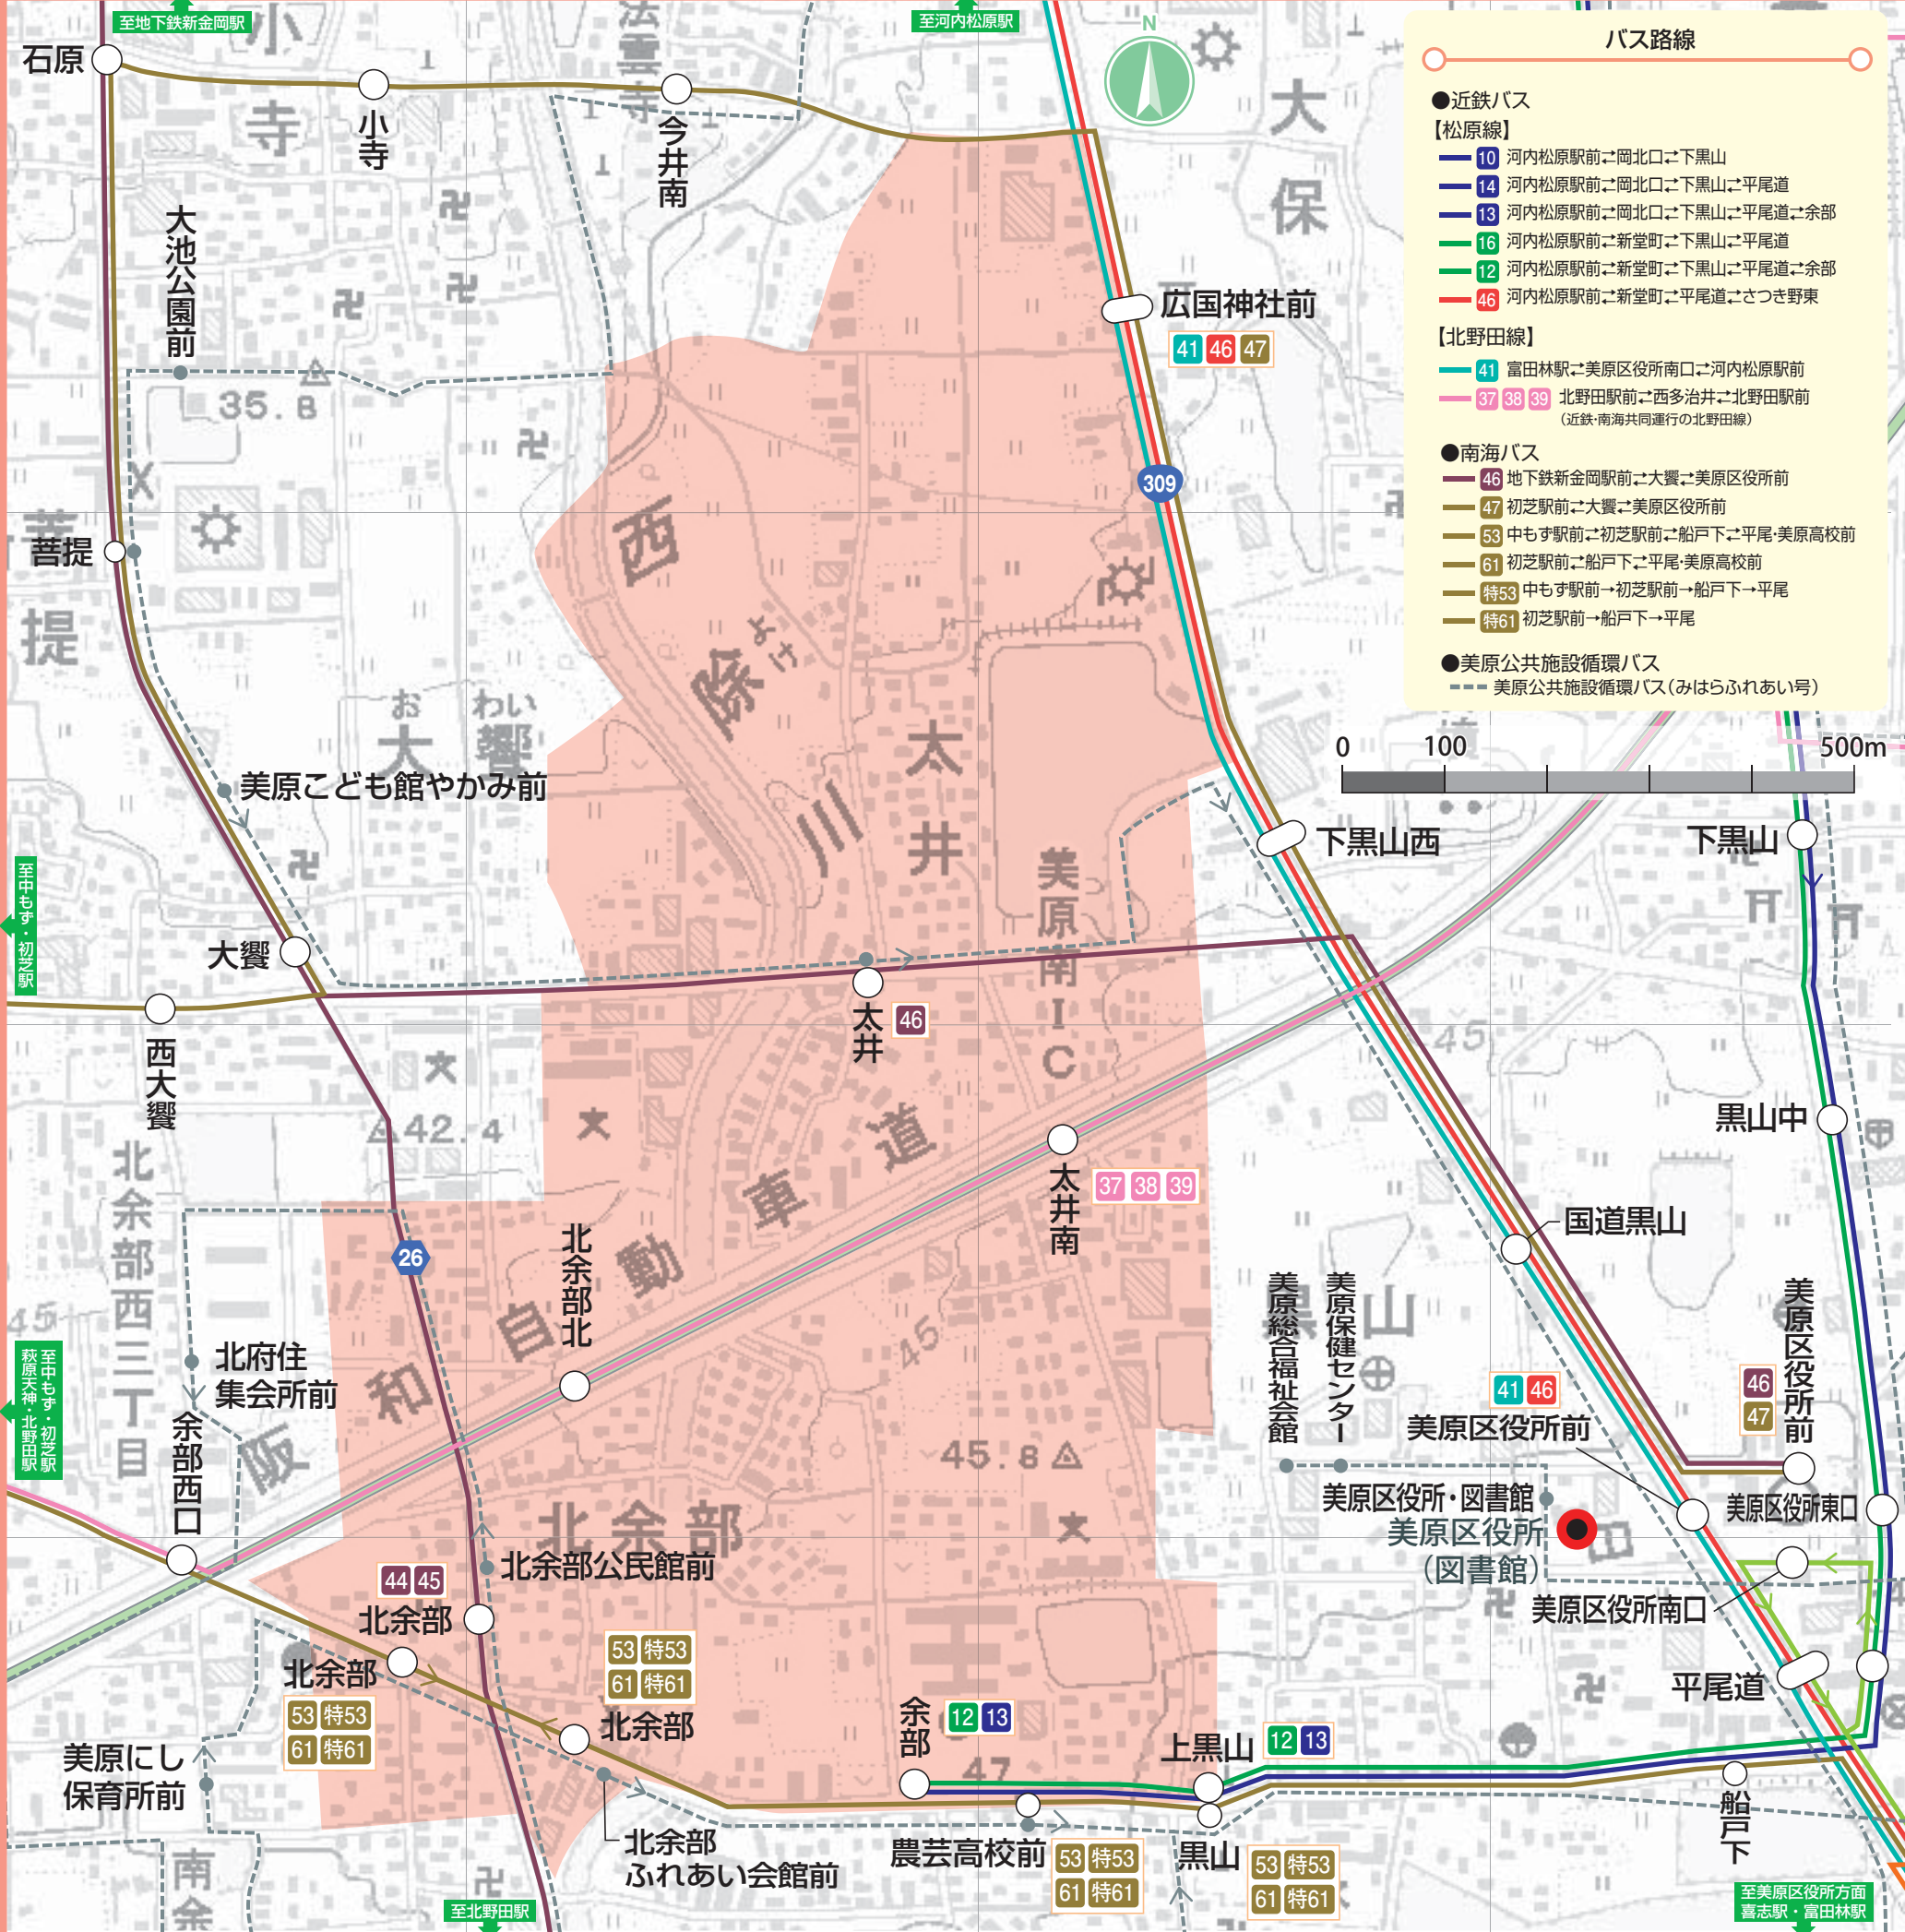 至地下鉄新金岡駅
至河内松原駅
N
バス路線
●近鉄バス
【松原線】
10 河内松原駅前⇄岡北口⇄下黒山
14 河内松原駅前⇄岡北口⇄下黒山⇄平尾道
13 河内松原駅前⇄岡北口⇄下黒山⇄平尾道⇄余部
16 河内松原駅前⇄新堂町⇄下黒山⇄平尾道
12 河内松原駅前⇄新堂町⇄下黒山⇄平尾道⇄余部
46 河内松原駅前⇄新堂町⇄平尾道⇄さつき野東
【北野田線】
41 富田林駅⇄美原区役所南口⇄河内松原駅前
37 38 39 北野田駅前⇄西多治井⇄北野田駅前
(近鉄・南海共同運行の北野田線)
●南海バス
46 地下鉄新金岡駅前⇄大饗⇄美原区役所前
47 初芝駅前⇄大饗⇄美原区役所前
53 中もず駅前⇄初芝駅前⇄船戸下⇄平尾・美原高校前
61 初芝駅前⇄船戸下⇄平尾・美原高校前
特53 中もず駅前→初芝駅前→船戸下→平尾
特61 初芝駅前→船戸下→平尾
●美原公共施設循環バス
美原公共施設循環バス(みはらふれあい号)
0 100 500m
石原
小寺
今井南
小寺
法雲寺
大保
大池公園前
35.8
広国神社前
41 46 47
309
菩提
菩提
西除川
よけ
おわい
大饗
太井
美原こども館やかみ前
下黒山西
下黒山
至中もず・初芝駅
大饗
美原南IC
太井
46
西大饗
45
42.4
黒山中
北余部西三丁目
太井南
37 38 39
国道黒山
26
北余部北
阪和自動車道
45
45
黒山
美原総合福祉会館
美原保健センター
美原区役所前
46
47
北府住
集会所前
至中もず・初芝駅
萩原天神・北野田駅
余部西口
41 46
美原区役所前
45.8
美原区役所・図書館
美原区役所
(図書館)
美原区役所東口
北余部
北余部公民館前
44 45
北余部
美原区役所南口
北余部
53 特53
61 特61
53 特53
61 特61
北余部
平尾道
余部
12 13
上黒山
12 13
47
美原にし
保育所前
船戸下
北余部
ふれあい会館前
農芸高校前
53 特53
61 特61
黒山
53 特53
61 特61
南余
至北野田駅
至美原区役所方面
喜志駅・富田林駅